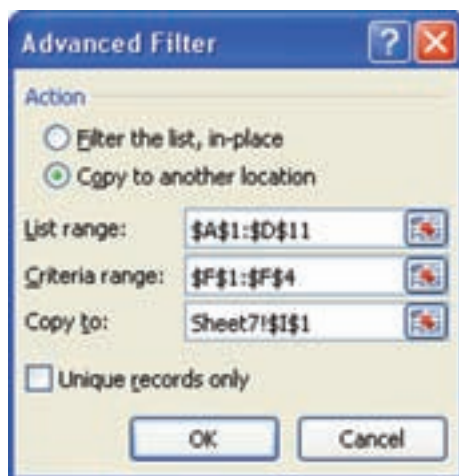 Advanced Filter
Action
Filter the list, in-place
Copy to another location
List range: $A$1:$D$11
Criteria range: $F$1:$F$4
Copy to: Sheet7!$I$1
Unique records only
OK Cancel